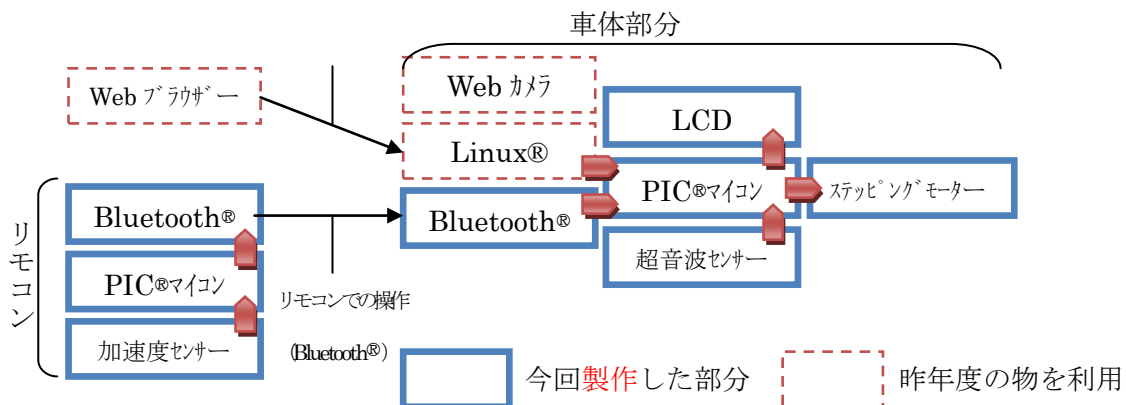 車体部分
Web ﾌﾞﾗｳｻﾞｰ
Web ｶﾒﾗ
Linux®
LCD
PIC®マイコン
ｽﾃｯﾋﾟﾝｸﾞﾓｰﾀｰ
Bluetooth®
超音波ｾﾝｻｰ
リモコン
Bluetooth®
PIC®マイコン
加速度ｾﾝｻｰ
リモコンでの操作
(Bluetooth®)
今回製作した部分
昨年度の物を利用